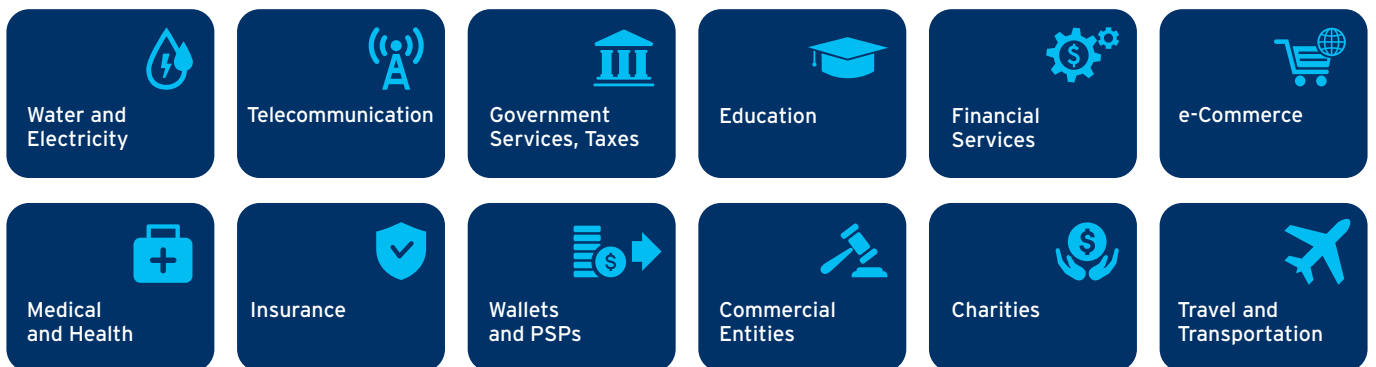 Water and
Electricity
Telecommunication
Government
Services, Taxes
Education
Financial
Services
e-Commerce
Medical
and Health
Insurance
Wallets
and PSPs
Commercial
Entities
Charities
Travel and
Transportation